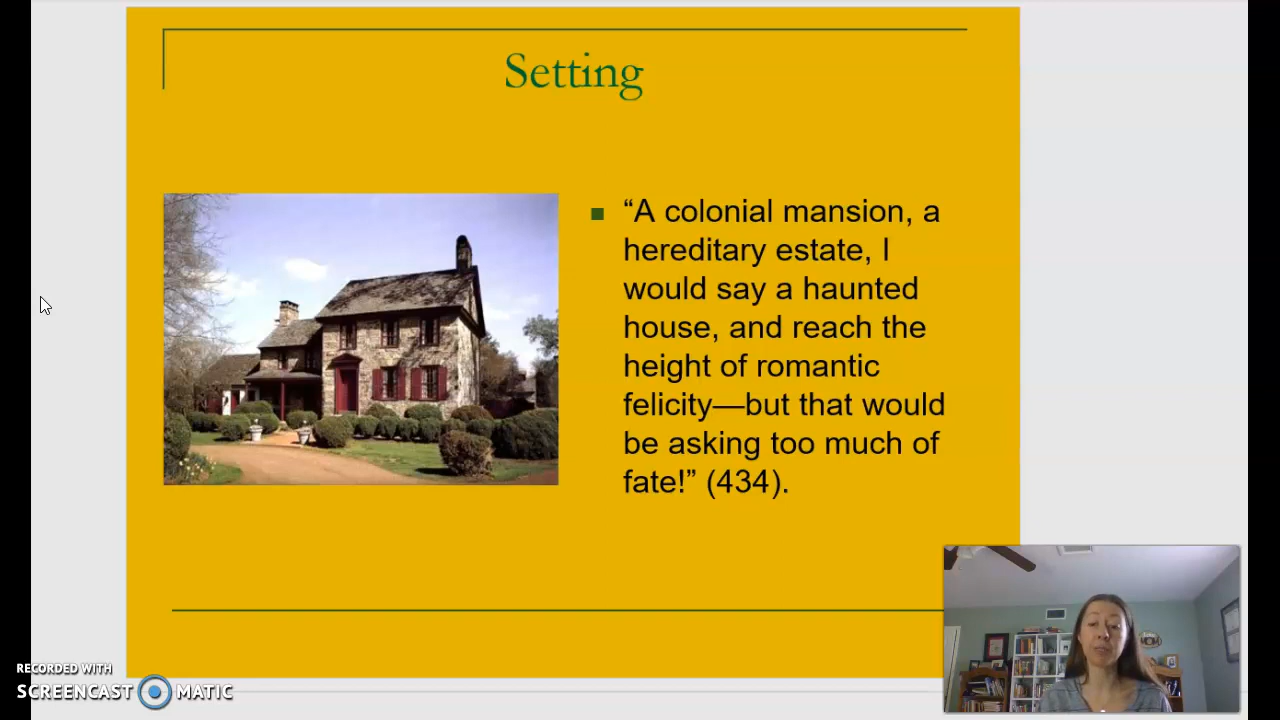 Setting
“A colonial mansion, a
hereditary estate, I
would say a haunted
house, and reach the
height of romantic
felicity—but that would
be asking too much of
fate!” (434).
RECORDED WITH
SCREENCAST MATIC